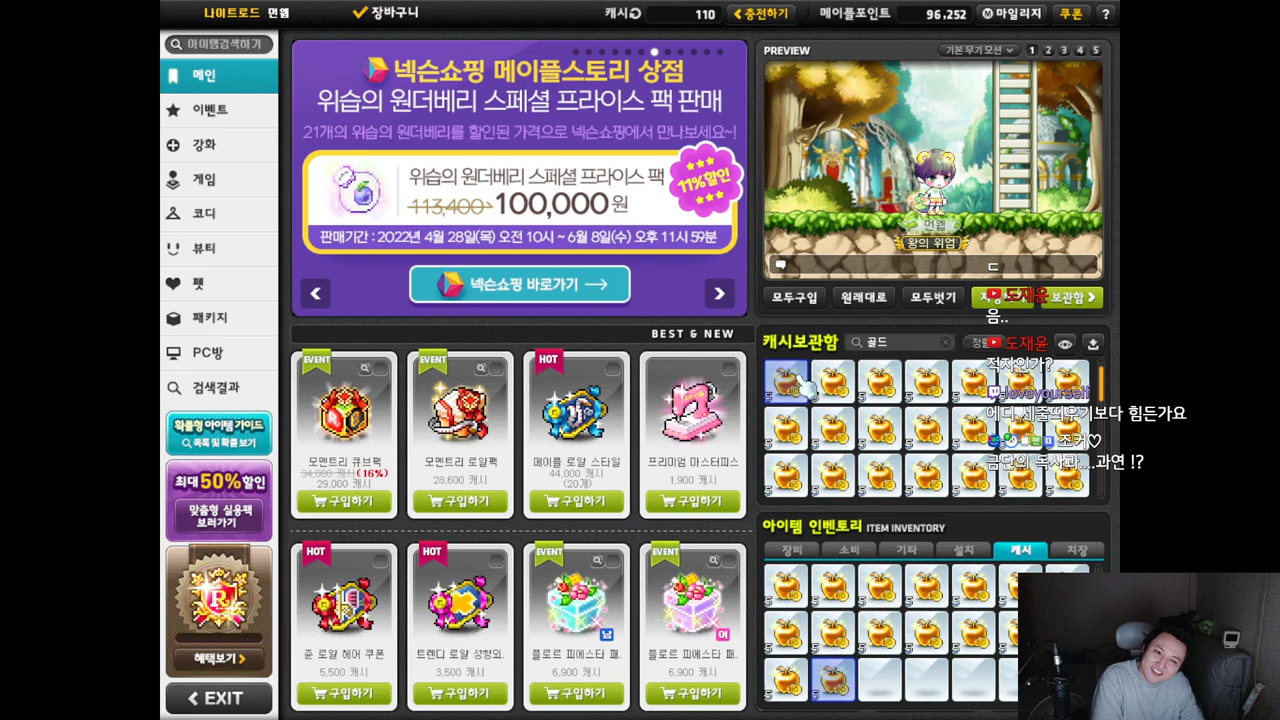 나이트로드 먼웹
장바구니
캐시
110
충전하기
메이플포인트
96,252
마일리지
쿠폰
?
아이템검색하기
메인
이벤트
강화
게임
코디
뷰티
펫
패키지
PC방
검색결과
확률형 아이템 가이드
목록 및 확률 보기
최대 50%할인
맞춤형 실용팩
보러가기
R
혜택보기
EXIT
넥슨쇼핑 메이플스토리 상점
위습의 원더베리 스페셜 프라이스 팩 판매
21개의 위습의 원더베리를 할인된 가격으로 넥슨쇼핑에서 만나보세요~!
위습의 원더베리 스페셜 프라이스 팩
113,400 100,000원
11%할인
판매기간 : 2022년 4월 28일(목) 오전 10시 ~ 6월 8일(수) 오후 11시 59분
넥슨쇼핑 바로가기
BEST & NEW
EVENT
모멘트리 큐브팩
34,800 캐시(16%)
29,000 캐시
구입하기
EVENT
모멘트리 로얄팩
28,600 캐시
구입하기
HOT
메이플 로얄 스타일
44,000 캐시
(20개)
구입하기
프리미엄 마스터피스
1,900 캐시
구입하기
HOT
준 로얄 헤어 쿠폰
5,500 캐시
구입하기
HOT
트렌디 로얄 성형외.
3,500 캐시
구입하기
EVENT
남
플로르 피에스타 패.
6,900 캐시
구입하기
EVENT
여
플로르 피에스타 패.
6,900 캐시
구입하기
PREVIEW
기본 무기 모션
1 2 3 4 5
먼웹
왕의 위엄
ㄷ
모두구입
원래대로
모두벗기
보관함
도재윤
음..
캐시보관함
골드
도재윤
적자인가?
iloveyourself
어디 세줄띄우기보다 힘든가요
조커♡
금단의 독사과....과연 !?
아이템 인벤토리 ITEM INVENTORY
장비
소비
기타
설치
캐시
치장